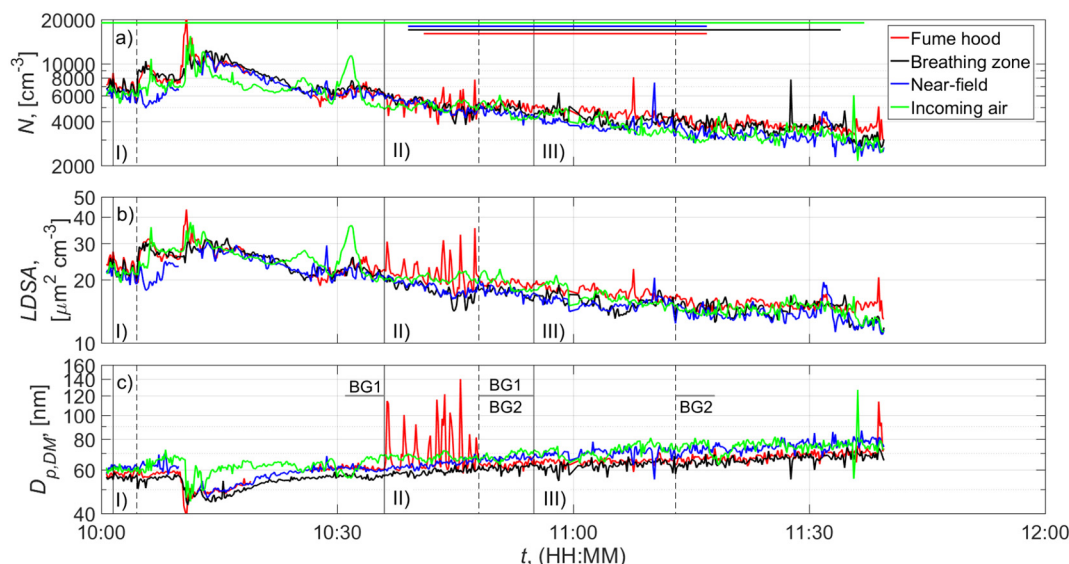 20000
10000
8000
6000
4000
2000
N, [cm⁻³]
a)
I)
II)
III)
Fume hood
Breathing zone
Near-field
Incoming air
50
40
30
20
10
LDSA,
[μm² cm⁻³]
b)
I)
II)
III)
160
140
120
100
80
60
40
D_p,DM, [nm]
c)
BG1
BG1
BG2
BG2
I)
II)
III)
10:00
10:30
11:00
11:30
12:00
t, (HH:MM)